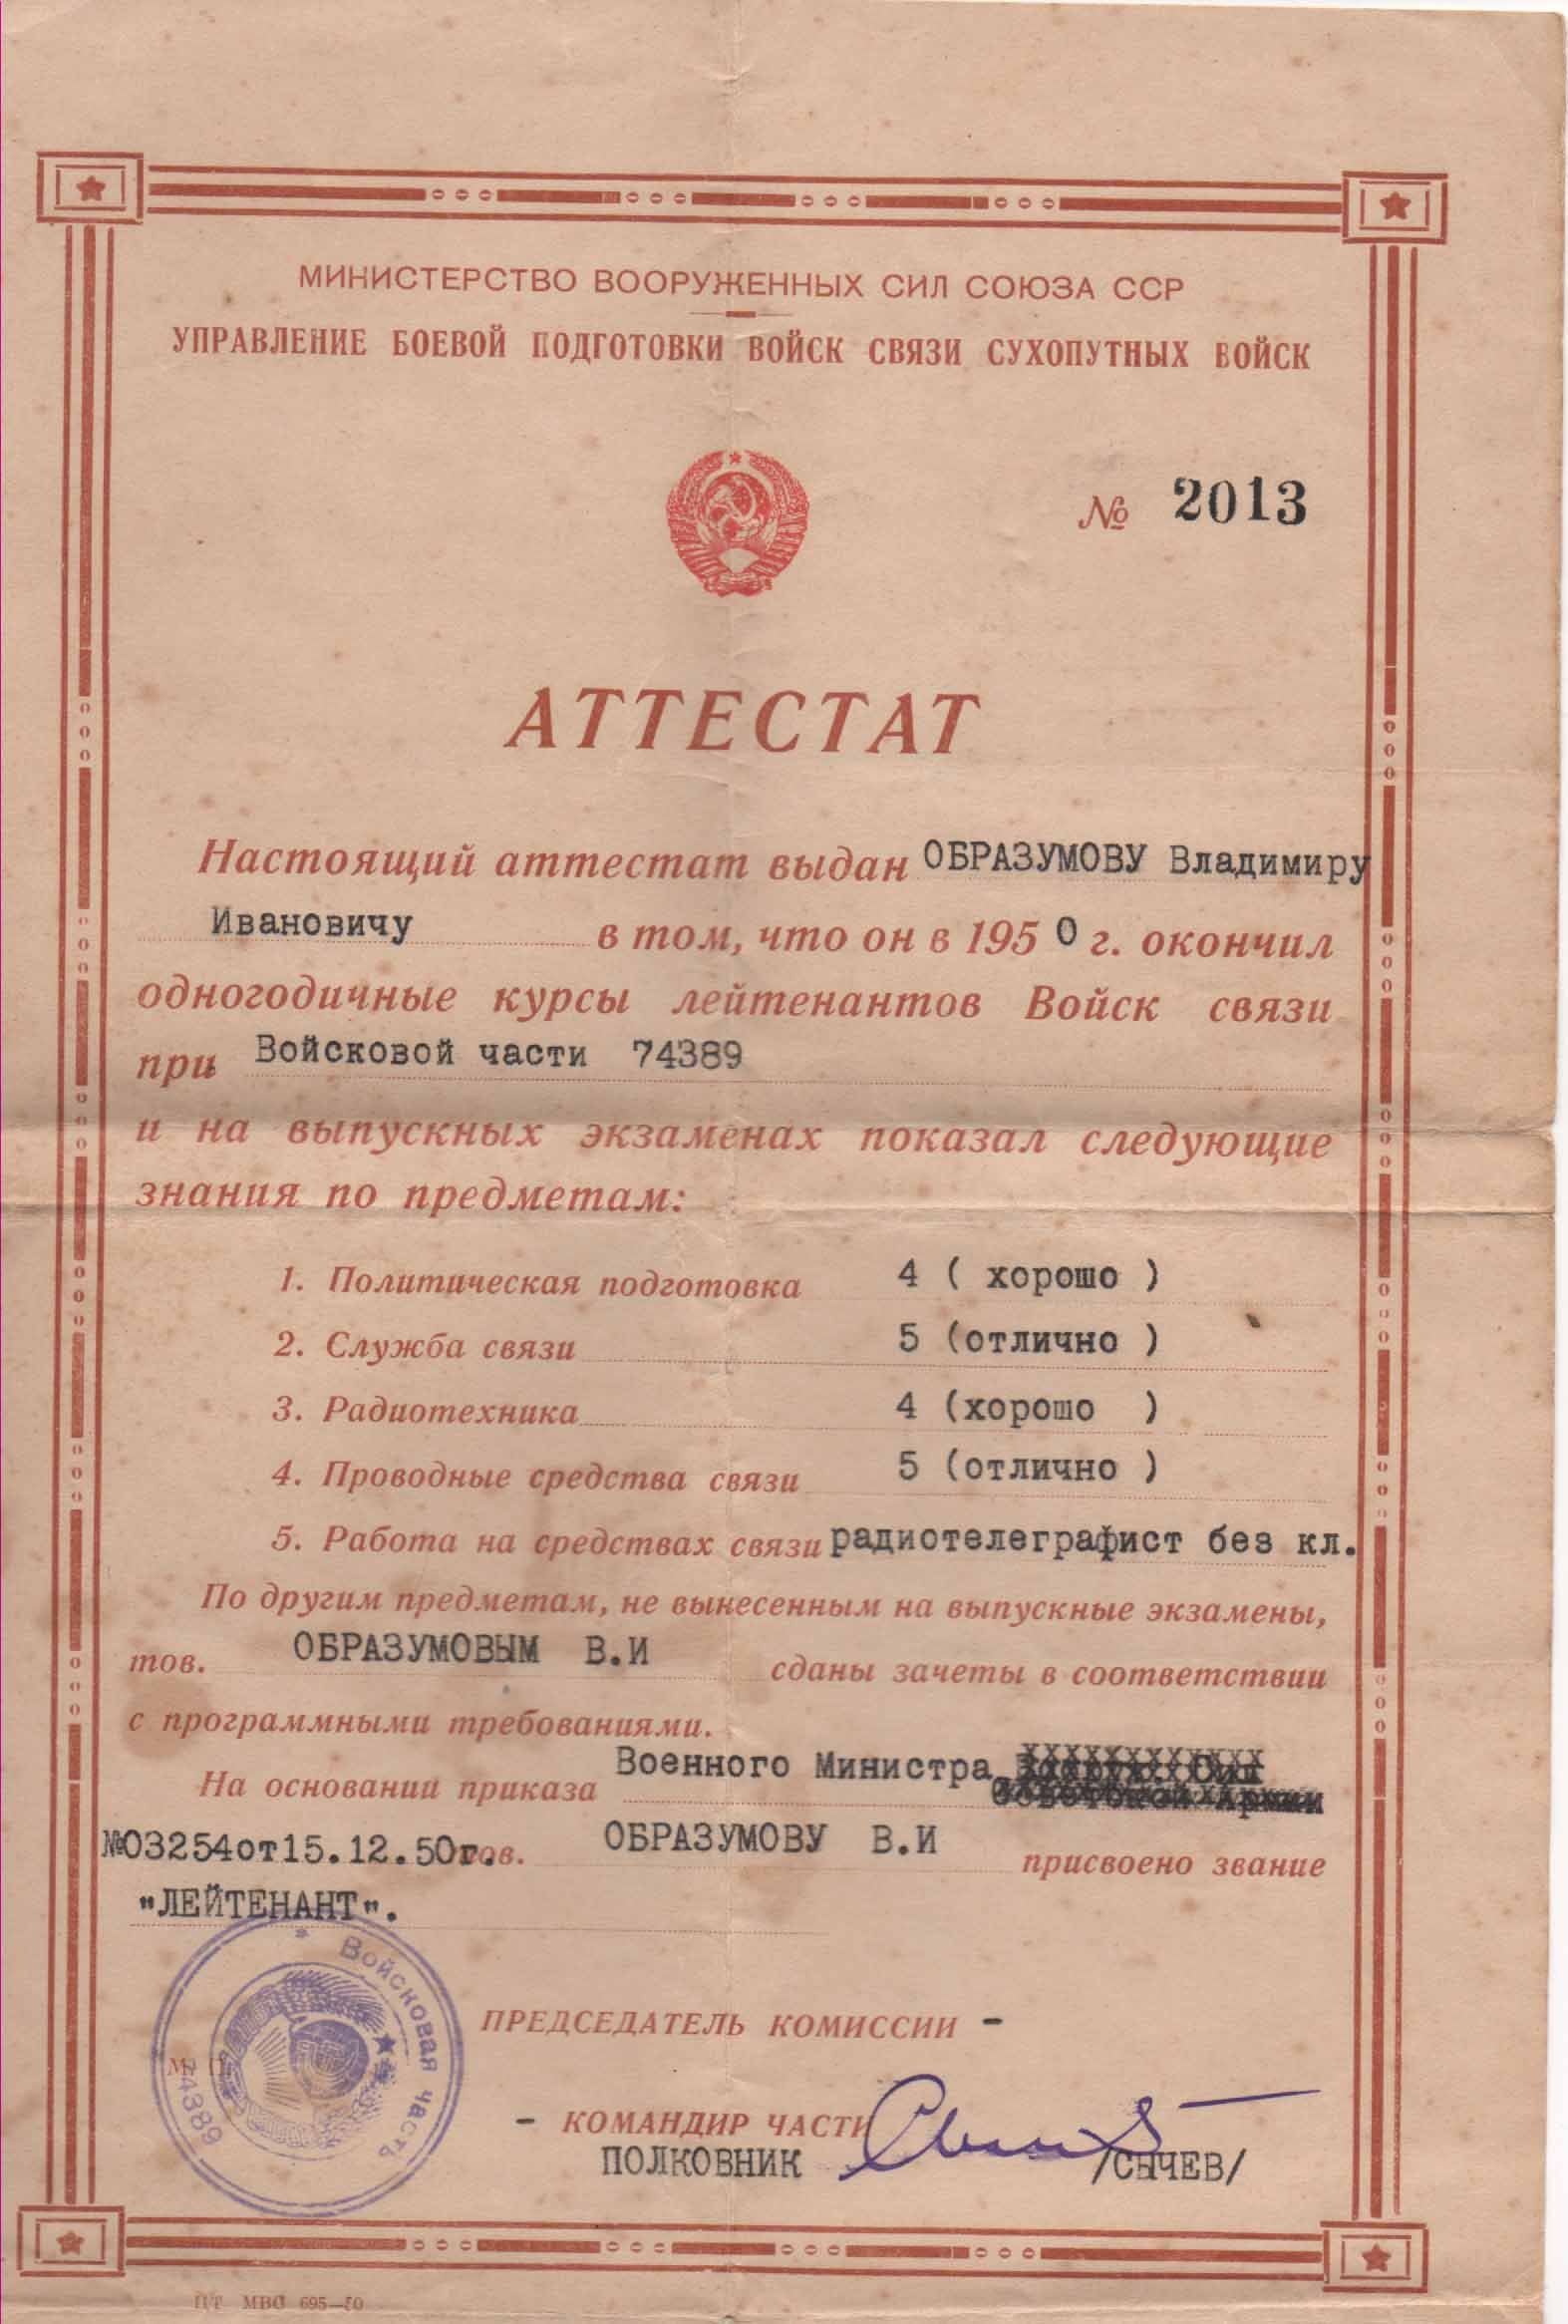 МИНИСТЕРСТВО ВООРУЖЕННЫХ СИЛ СОЮЗА ССР
УПРАВЛЕНИЕ БОЕВОЙ ПОДГОТОВКИ ВОЙСК СВЯЗИ СУХОПУТНЫХ ВОЙСК
№ 2013
АТТЕСТАТ
Настоящий аттестат выдан ОБРАЗУМОВУ Владимиру
Ивановичу в том, что он в 1950 г. окончил
одногодичные курсы лейтенантов Войск связи
при Войсковой части 74389
и на выпускных экзаменах показал следующие
знания по предметам:
1. Политическая подготовка 4 ( хорошо )
2. Служба связи 5 (отлично )
3. Радиотехника 4 (хорошо )
4. Проводные средства связи 5 (отлично )
5. Работа на средствах связи радиотелеграфист без кл.
По другим предметам, не вынесенным на выпускные экзамены,
тов. ОБРАЗУМОВЫМ В.И сданы зачеты в соответствии
с программными требованиями.
На основании приказа Военного Министра
№03254от15.12.50г. тов. ОБРАЗУМОВУ В.И присвоено звание
"ЛЕЙТЕНАНТ".
Войсковая часть
74389
М. П.
ПРЕДСЕДАТЕЛЬ КОМИССИИ -
- КОМАНДИР ЧАСТИ
ПОЛКОВНИК /СЫЧЕВ/
МВО 695—50